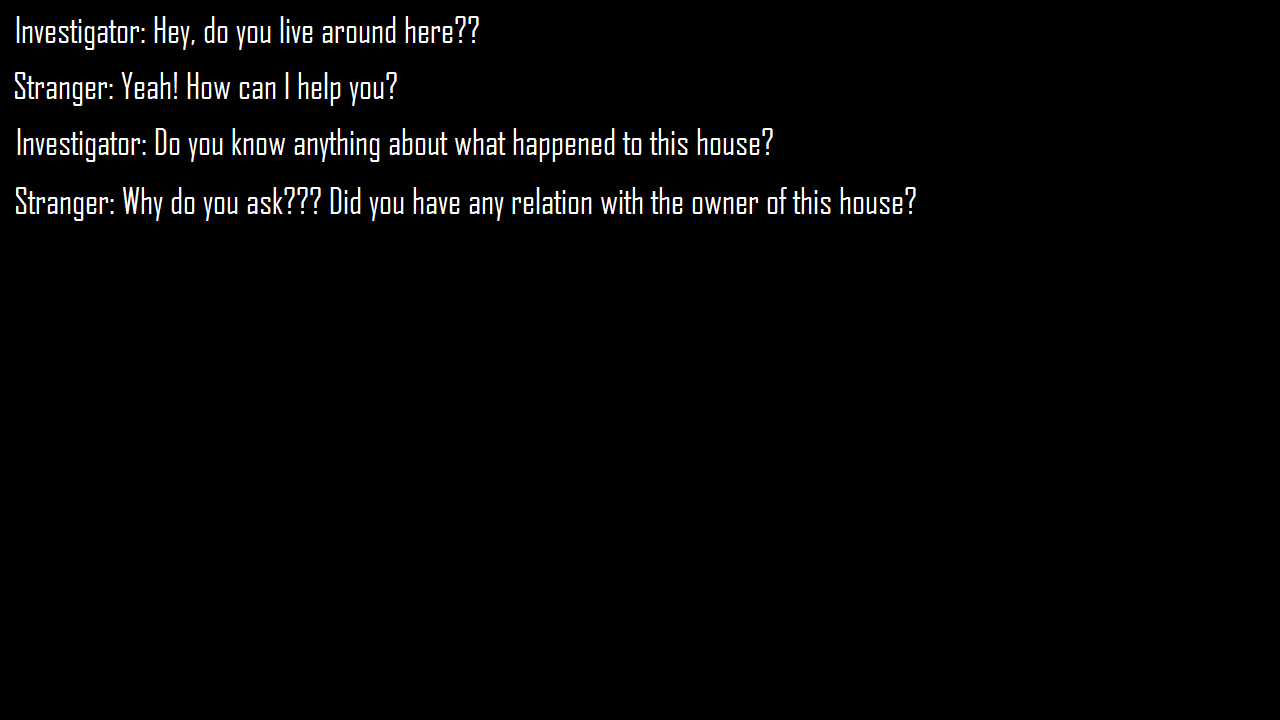 Investigator: Hey, do you live around here??
Stranger: Yeah! How can I help you?
Investigator: Do you know anything about what happened to this house?
Stranger: Why do you ask??? Did you have any relation with the owner of this house?